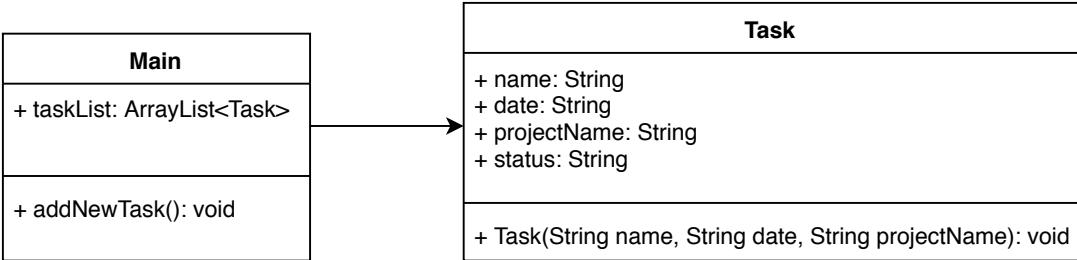 Main
+ taskList: ArrayList<Task>
+ addNewTask(): void
Task
+ name: String
+ date: String
+ projectName: String
+ status: String
+ Task(String name, String date, String projectName): void